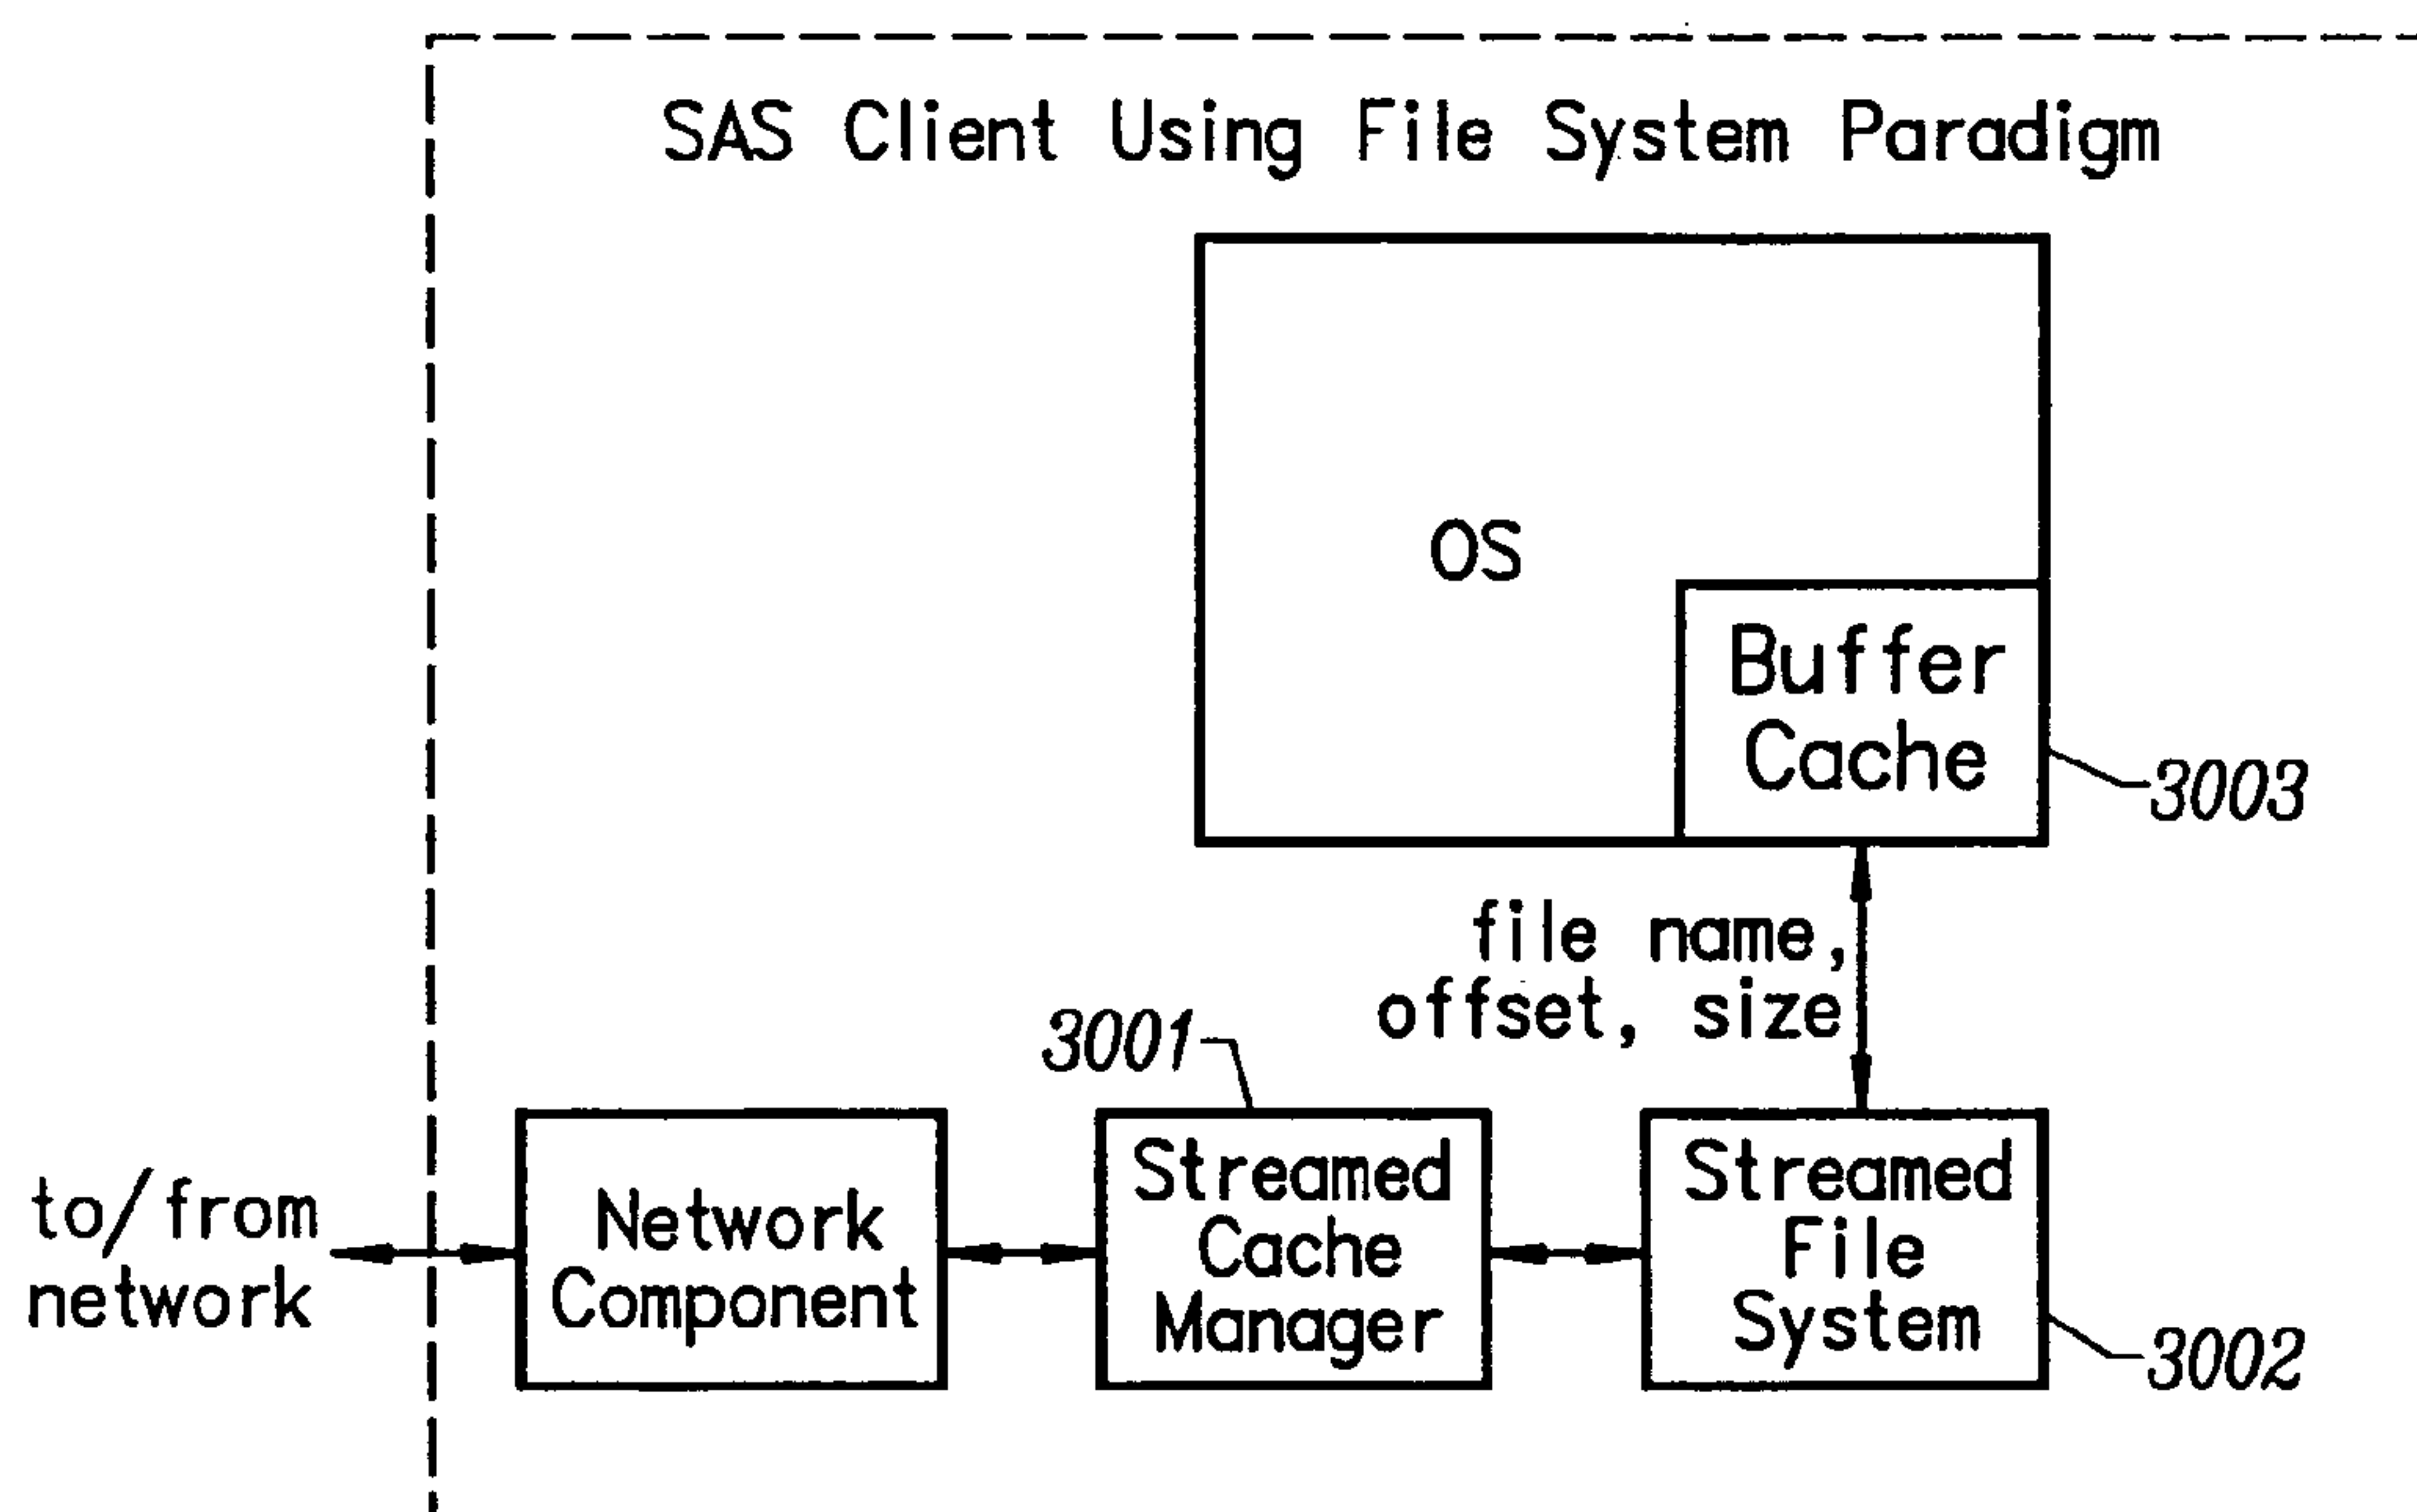 SAS Client Using File System Paradigm
OS
Buffer
Cache
3003
file name,
offset, size
3001
to/from
network
Network
Component
Streamed
Cache
Manager
Streamed
File
System
3002